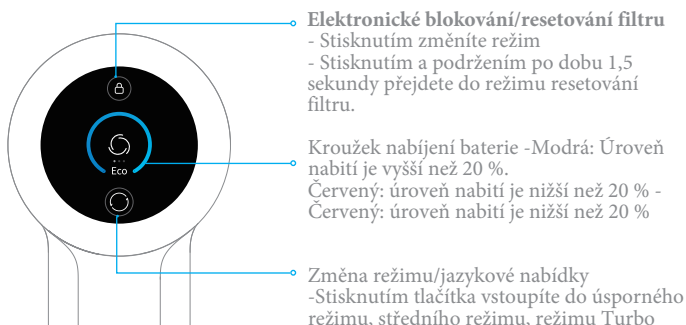 Elektronické blokování/resetování filtru
- Stisknutím změníte režim
- Stisknutím a podržením po dobu 1,5
sekundy přejdete do režimu resetování
filtru.
Eco
Kroužek nabíjení baterie -Modrá: Úroveň
nabití je vyšší než 20 %.
Červený: úroveň nabití je nižší než 20 % -
Červený: úroveň nabití je nižší než 20 %
Změna režimu/jazykové nabídky
-Stisknutím tlačítka vstoupíte do úsporného
režimu, středního režimu, režimu Turbo